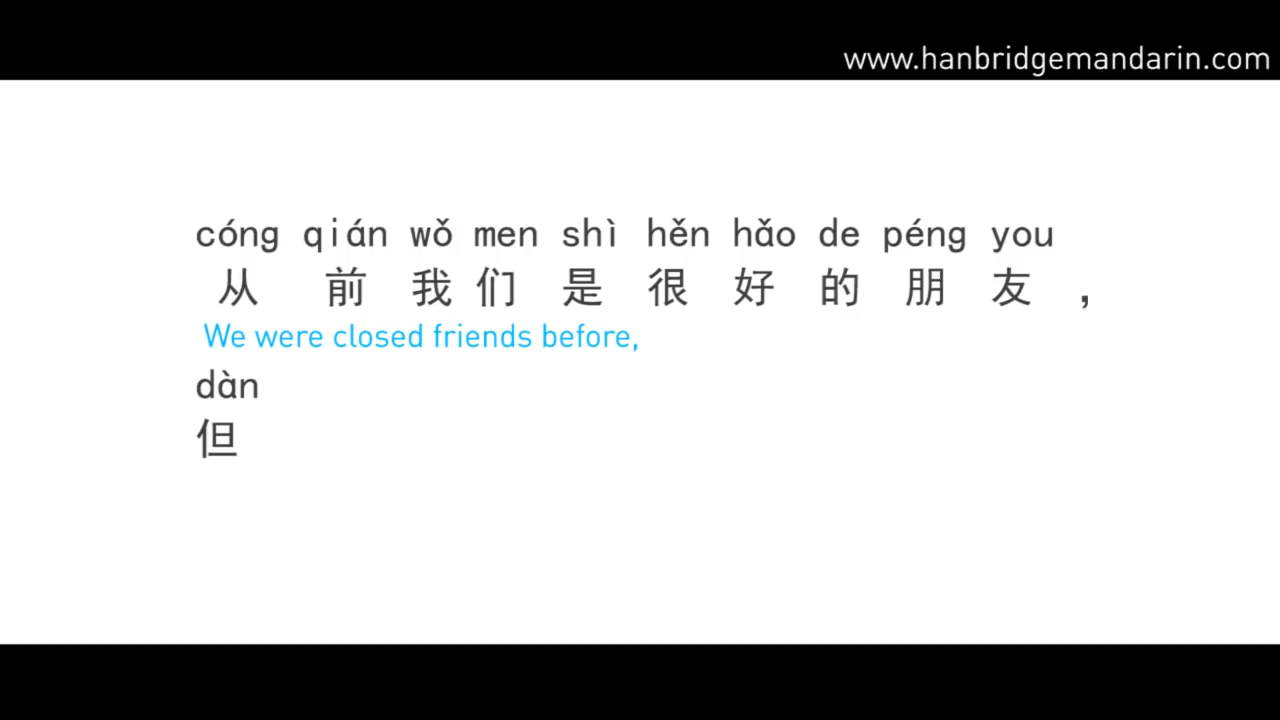 www.hanbridgemandarin.com
cóng qián wǒ men shì hěn hǎo de péng you
从 前 我 们 是 很 好 的 朋 友 ，
We were closed friends before,
dàn
但